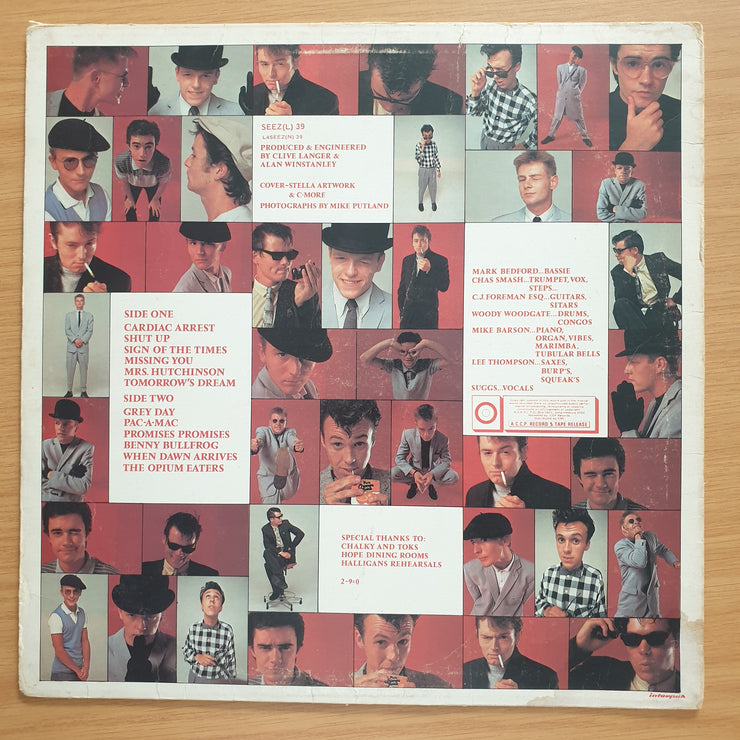 SEEZ(L) 39
L4SEEZ(N) 39
PRODUCED & ENGINEERED
BY CLIVE LANGER &
ALAN WINSTANLEY
COVER-STELLA ARTWORK
& C-MORE
PHOTOGRAPHS BY MIKE PUTLAND
MARK BEDFORD...BASSIE
CHAS SMASH...TRUMPET, VOX,
STEPS...
C.J. FOREMAN ESQ...GUITARS,
SITARS
WOODY WOODGATE...DRUMS,
CONGOS
MIKE BARSON...PIANO,
ORGAN, VIBES,
MARIMBA,
TUBULAR BELLS
LEE THOMPSON...SAXES,
BURP'S,
SQUEAK'S
SUGGS...VOCALS
A C.C.P. RECORD & TAPE RELEASE
SIDE ONE
CARDIAC ARREST
SHUT UP
SIGN OF THE TIMES
MISSING YOU
MRS. HUTCHINSON
TOMORROW'S DREAM
SIDE TWO
GREY DAY
PAC-A-MAC
PROMISES PROMISES
BENNY BULLFROG
WHEN DAWN ARRIVES
THE OPIUM EATERS
SPECIAL THANKS TO:
CHALKY AND TOKS
HOPE DINING ROOMS
HALLIGANS REHEARSALS
2-9=0
interpak